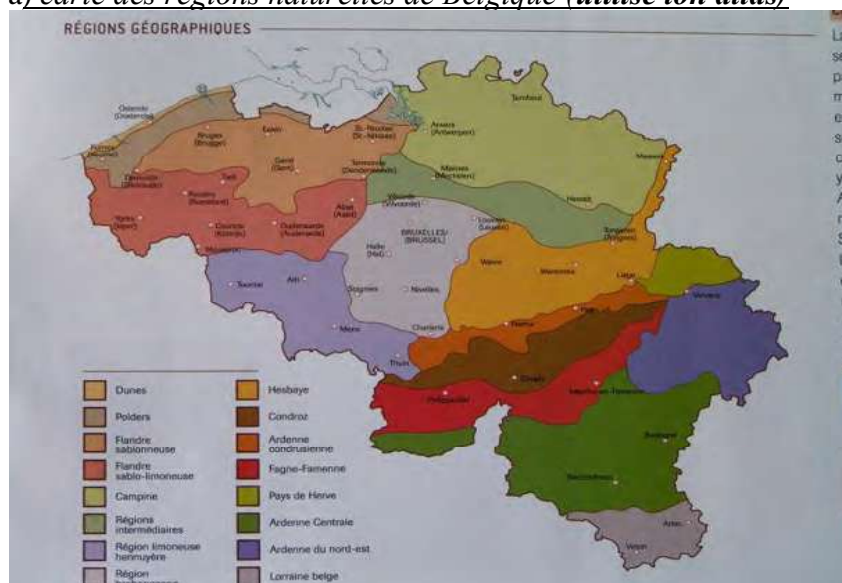 a) carte des régions naturelles de Belgique (utilise ton atlas)
RÉGIONS GÉOGRAPHIQUES
Ostende
(Oostende)
Bruges
(Brugge)
Eeklo
St.-Nicolas
(St.-Niklaas)
Anvers
(Antwerpen)
Turnhout
Furnes
Dixmude
(Diksmuide)
Tielt
Gand
(Gent)
Termonde
(Dendermonde)
Malines
(Mechelen)
Maaseik
Roulers
(Roeselare)
Alost
(Aalst)
Vilvorde
(Vilvoorde)
Hasselt
Ypres
(Ieper)
Courtrai
(Kortrijk)
Oudenaarde
(Audenarde)
BRUXELLES/
BRUSSEL
Louvain
(Leuven)
Tongeren
(Tongres)
Mouscron
Halle
(Hal)
Wavre
Waremme
Liège
Tournai
Ath
Soignies
Nivelles
Verviers
Mons
Charleroi
Namur
Huy
Thuin
Dinant
Philippeville
Marche-en-Famenne
Bastogne
Neufchâteau
Arlon
Virton
Dunes
Polders
Flandre
sablonneuse
Flandre
sablo-limoneuse
Campine
Régions
intermédiaires
Région limoneuse
hennuyère
Région
Hesbaye
Condroz
Ardenne
condrusienne
Fagne-Famenne
Pays de Herve
Ardenne Centrale
Ardenne du nord-est
Lorraine belge